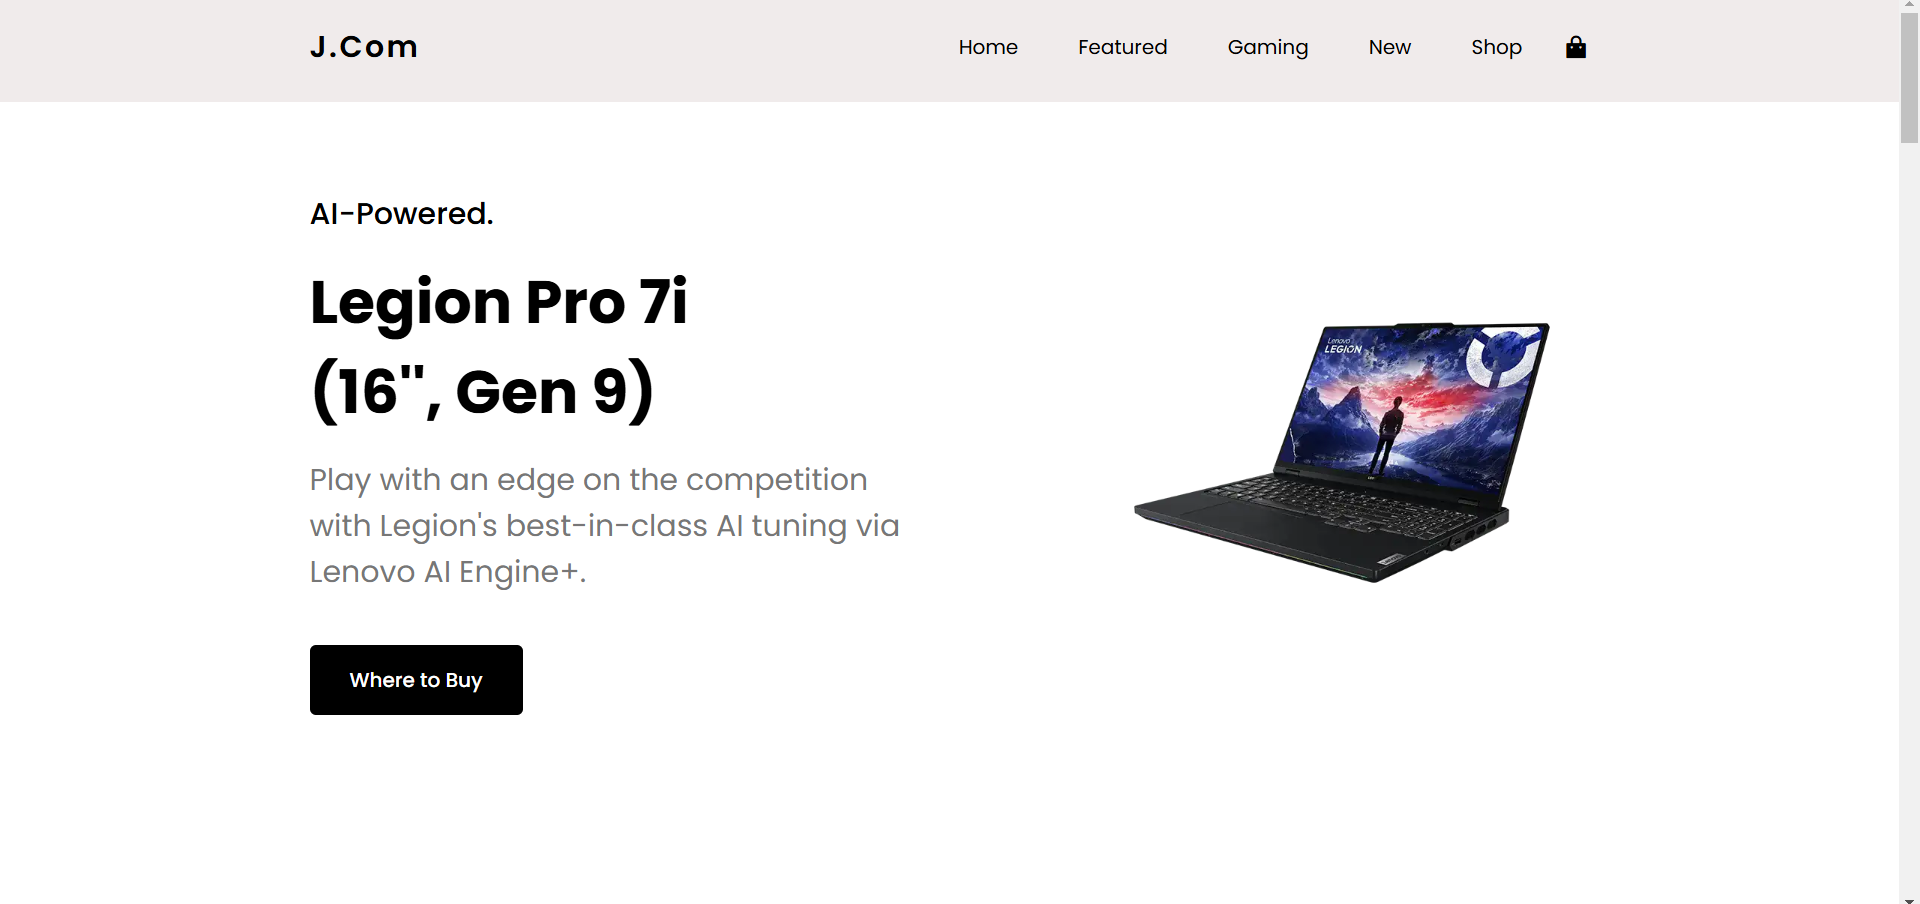 J.Com
Home Featured Gaming New Shop
AI-Powered.
Legion Pro 7i
(16", Gen 9)
Play with an edge on the competition
with Legion's best-in-class AI tuning via
Lenovo AI Engine+.
Where to Buy
Lenovo
LEGION